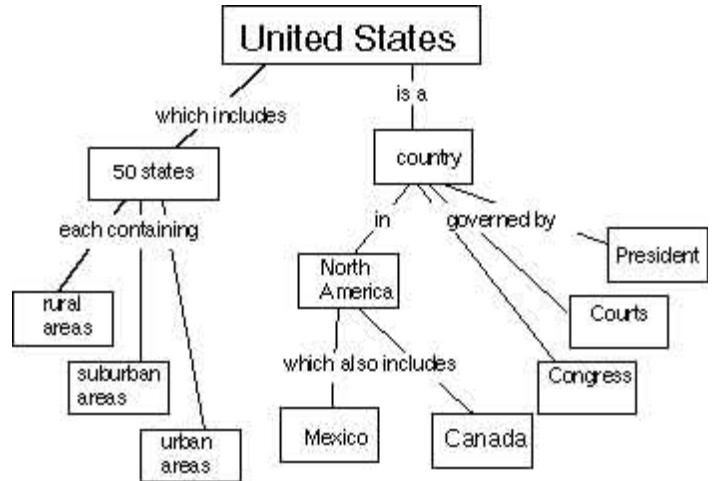 United States
which includes
is a
50 states
country
each containing
in
governed by
President
North
America
rural
areas
Courts
which also includes
suburban
areas
Congress
Mexico
Canada
urban
areas